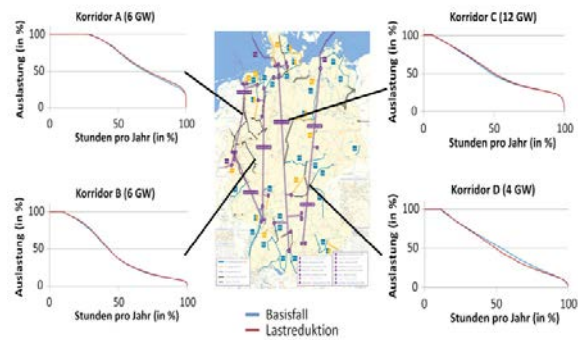 Korridor A (6 GW)
Auslastung (in %)
100
50
0
0
50
100
Stunden pro Jahr (in %)
Korridor C (12 GW)
Auslastung (in %)
100
50
0
0
50
100
Stunden pro Jahr (in %)
Korridor B (6 GW)
Auslastung (in %)
100
50
0
0
50
100
Stunden pro Jahr (in %)
Korridor D (4 GW)
Auslastung (in %)
100
50
0
0
50
100
Stunden pro Jahr (in %)
Basisfall
Lastreduktion